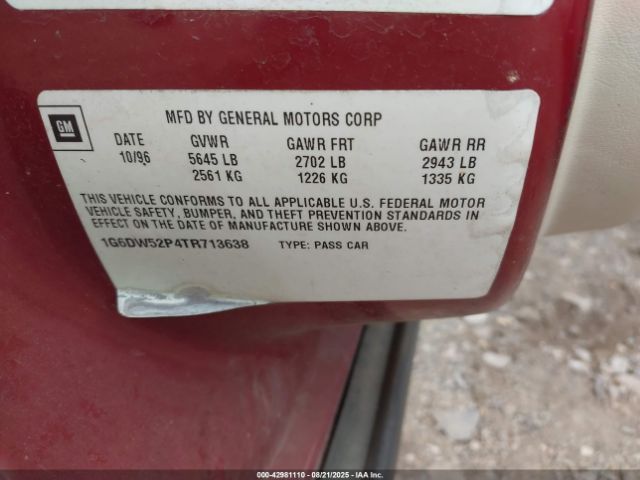 GM
MFD BY GENERAL MOTORS CORP
DATE GVWR GAWR FRT GAWR RR
10/96 5645 LB 2702 LB 2943 LB
2561 KG 1226 KG 1335 KG
THIS VEHICLE CONFORMS TO ALL APPLICABLE U.S. FEDERAL MOTOR
VEHICLE SAFETY, BUMPER, AND THEFT PREVENTION STANDARDS IN
EFFECT ON THE DATE OF MANUFACTURE SHOWN ABOVE.
1G6DW52P4TR713638 TYPE: PASS CAR
000-42981110 - 08/21/2025 - IAA Inc.